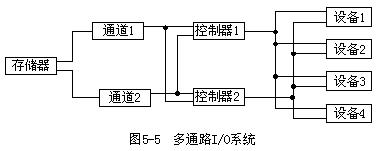 通道1
控制器1
设备1
设备2
存储器
设备3
通道2
控制器2
设备4
图5-5 多通路I/O系统